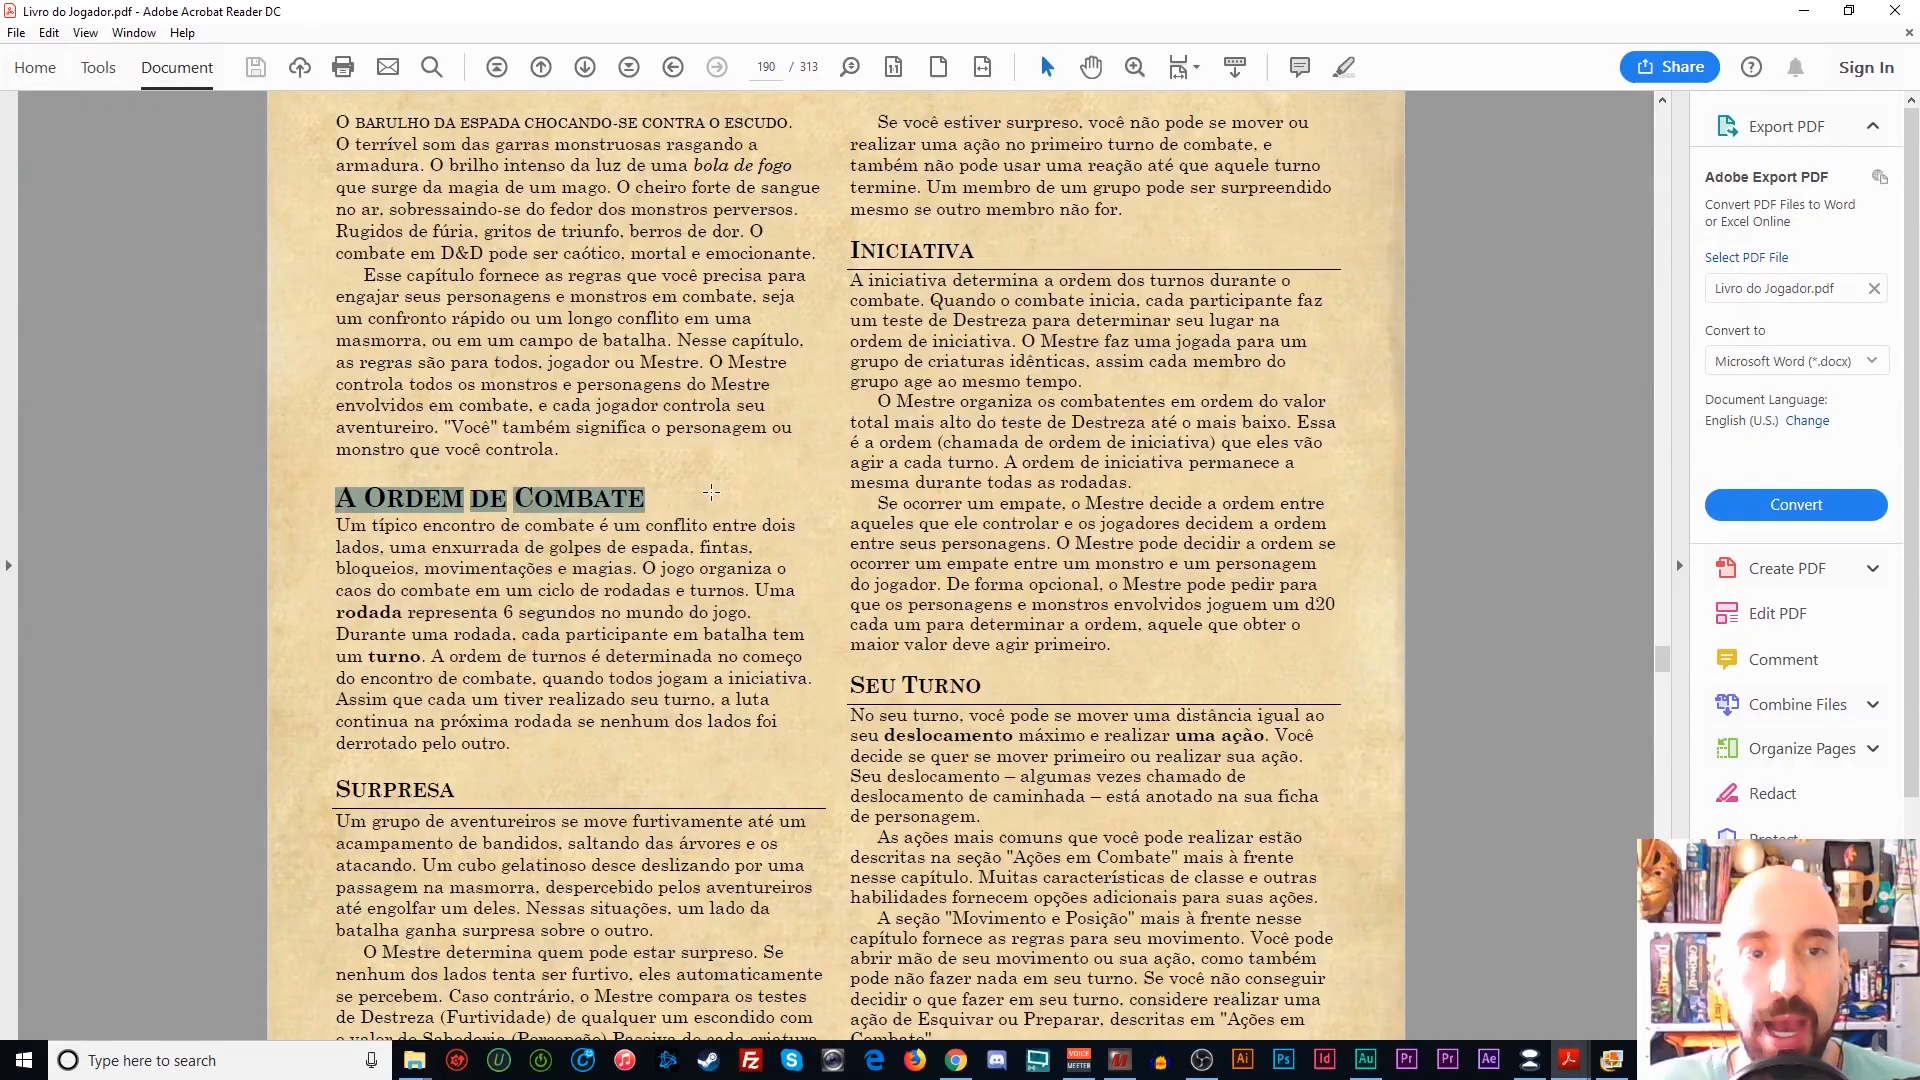 Livro do Jogador.pdf - Adobe Acrobat Reader DC
File Edit View Window Help
Home Tools Document 190 / 313 Share Sign In
O BARULHO DA ESPADA CHOCANDO-SE CONTRA O ESCUDO.
O terrível som das garras monstruosas rasgando a
armadura. O brilho intenso da luz de uma bola de fogo
que surge da magia de um mago. O cheiro forte de sangue
no ar, sobressaindo-se do fedor dos monstros perversos.
Rugidos de fúria, gritos de triunfo, berros de dor. O
combate em D&D pode ser caótico, mortal e emocionante.
Esse capítulo fornece as regras que você precisa para
engajar seus personagens e monstros em combate, seja
um confronto rápido ou um longo conflito em uma
masmorra, ou em um campo de batalha. Nesse capítulo,
as regras são para todos, jogador ou Mestre. O Mestre
controla todos os monstros e personagens do Mestre
envolvidos em combate, e cada jogador controla seu
aventureiro. "Você" também significa o personagem ou
monstro que você controla.
A ORDEM DE COMBATE
Um típico encontro de combate é um conflito entre dois
lados, uma enxurrada de golpes de espada, fintas,
bloqueios, movimentações e magias. O jogo organiza o
caos do combate em um ciclo de rodadas e turnos. Uma
rodada representa 6 segundos no mundo do jogo.
Durante uma rodada, cada participante em batalha tem
um turno. A ordem de turnos é determinada no começo
do encontro de combate, quando todos jogam a iniciativa.
Assim que cada um tiver realizado seu turno, a luta
continua na próxima rodada se nenhum dos lados foi
derrotado pelo outro.
SURPRESA
Um grupo de aventureiros se move furtivamente até um
acampamento de bandidos, saltando das árvores e os
atacando. Um cubo gelatinoso desce deslizando por uma
passagem na masmorra, despercebido pelos aventureiros
até engolfar um deles. Nessas situações, um lado da
batalha ganha surpresa sobre o outro.
O Mestre determina quem pode estar surpreso. Se
nenhum dos lados tenta ser furtivo, eles automaticamente
se percebem. Caso contrário, o Mestre compara os testes
de Destreza (Furtividade) de qualquer um escondido com
o valor de Sabedoria (Percepção) Passiva de cada criatura
Se você estiver surpreso, você não pode se mover ou
realizar uma ação no primeiro turno de combate, e
também não pode usar uma reação até que aquele turno
termine. Um membro de um grupo pode ser surpreendido
mesmo se outro membro não for.
INICIATIVA
A iniciativa determina a ordem dos turnos durante o
combate. Quando o combate inicia, cada participante faz
um teste de Destreza para determinar seu lugar na
ordem de iniciativa. O Mestre faz uma jogada para um
grupo de criaturas idênticas, assim cada membro do
grupo age ao mesmo tempo.
O Mestre organiza os combatentes em ordem do valor
total mais alto do teste de Destreza até o mais baixo. Essa
é a ordem (chamada de ordem de iniciativa) que eles vão
agir a cada turno. A ordem de iniciativa permanece a
mesma durante todas as rodadas.
Se ocorrer um empate, o Mestre decide a ordem entre
aqueles que ele controlar e os jogadores decidem a ordem
entre seus personagens. O Mestre pode decidir a ordem se
ocorrer um empate entre um monstro e um personagem
do jogador. De forma opcional, o Mestre pode pedir para
que os personagens e monstros envolvidos joguem um d20
cada um para determinar a ordem, aquele que obter o
maior valor deve agir primeiro.
SEU TURNO
No seu turno, você pode se mover uma distância igual ao
seu deslocamento máximo e realizar uma ação. Você
decide se quer se mover primeiro ou realizar sua ação.
Seu deslocamento – algumas vezes chamado de
deslocamento de caminhada – está anotado na sua ficha
de personagem.
As ações mais comuns que você pode realizar estão
descritas na seção "Ações em Combate" mais à frente
nesse capítulo. Muitas características de classe e outras
habilidades fornecem opções adicionais para suas ações.
A seção "Movimento e Posição" mais à frente nesse
capítulo fornece as regras para seu movimento. Você pode
abrir mão de seu movimento ou sua ação, como também
pode não fazer nada em seu turno. Se você não conseguir
decidir o que fazer em seu turno, considere realizar uma
ação de Esquivar ou Preparar, descritas em "Ações em
Combate".
Export PDF
Adobe Export PDF
Convert PDF Files to Word
or Excel Online
Select PDF File
Livro do Jogador.pdf
Convert to
Microsoft Word (*.docx)
Document Language:
English (U.S.) Change
Convert
Create PDF
Edit PDF
Comment
Combine Files
Organize Pages
Redact
Protect
Type here to search
VOICE
MEETER
Ai Ps Id Au Pr Pr Ae